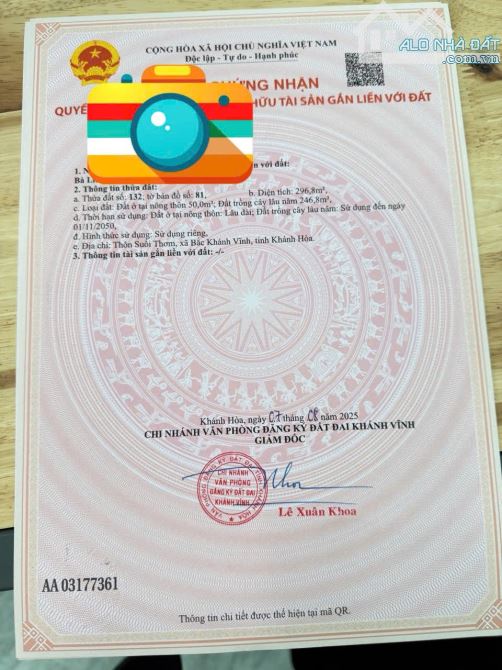 ALO NHÀ ĐẤT
.com.vn
CỘNG HÒA XÃ HỘI CHỦ NGHĨA VIỆT NAM
Độc lập - Tự do - Hạnh phúc
NHẬN
QUYỀ HỮU TÀI SẢN GẮN LIỀN VỚI ĐẤT
1. với đất:
Bà
2. Thông tin thửa đất:
a. Thửa đất số: 132, tờ bản đồ số: 81, b. Diện tích: 296,8m²,
c. Loại đất: Đất ở tại nông thôn 50,0m²; Đất trồng cây lâu năm 246,8m²,
d. Thời hạn sử dụng: Đất ở tại nông thôn: Lâu dài; Đất trồng cây lâu năm: Sử dụng đến ngày
01/11/2050,
đ. Hình thức sử dụng: Sử dụng riêng,
e. Địa chỉ: Thôn Suối Thơm, xã Bắc Khánh Vĩnh, tỉnh Khánh Hòa.
3. Thông tin tài sản gắn liền với đất: -/-
Khánh Hòa, ngày 07 tháng 08 năm 2025
CHI NHÁNH VĂN PHÒNG ĐĂNG KÝ ĐẤT ĐAI KHÁNH VĨNH
GIÁM ĐỐC
CHI NHÁNH
VĂN PHÒNG
ĐĂNG KÝ ĐẤT ĐAI
KHÁNH VĨNH
Lê Xuân Khoa
AA 03177361
Thông tin chi tiết được thể hiện tại mã QR.